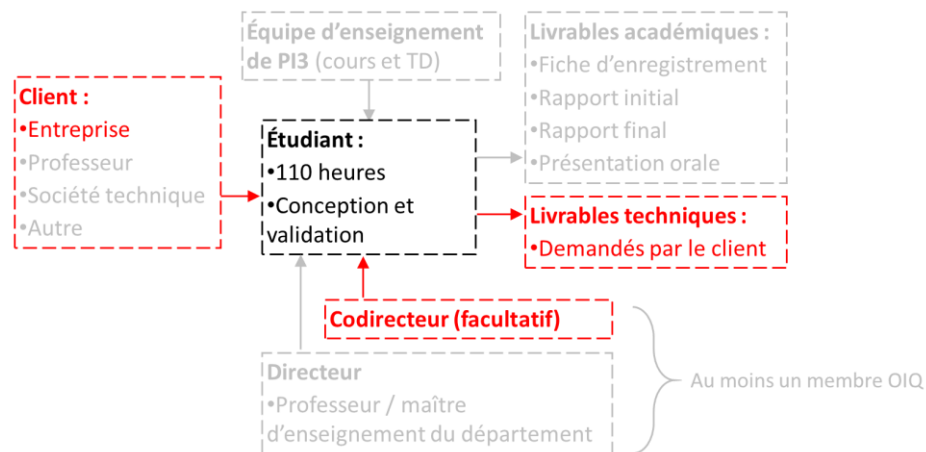 Équipe d'enseignement
de PI3 (cours et TD)
Livrables académiques :
•Fiche d'enregistrement
•Rapport initial
•Rapport final
•Présentation orale
Client :
•Entreprise
•Professeur
•Société technique
•Autre
Étudiant :
•110 heures
•Conception et
validation
Livrables techniques :
•Demandés par le client
Codirecteur (facultatif)
Directeur
•Professeur / maître
d'enseignement du département
Au moins un membre OIQ